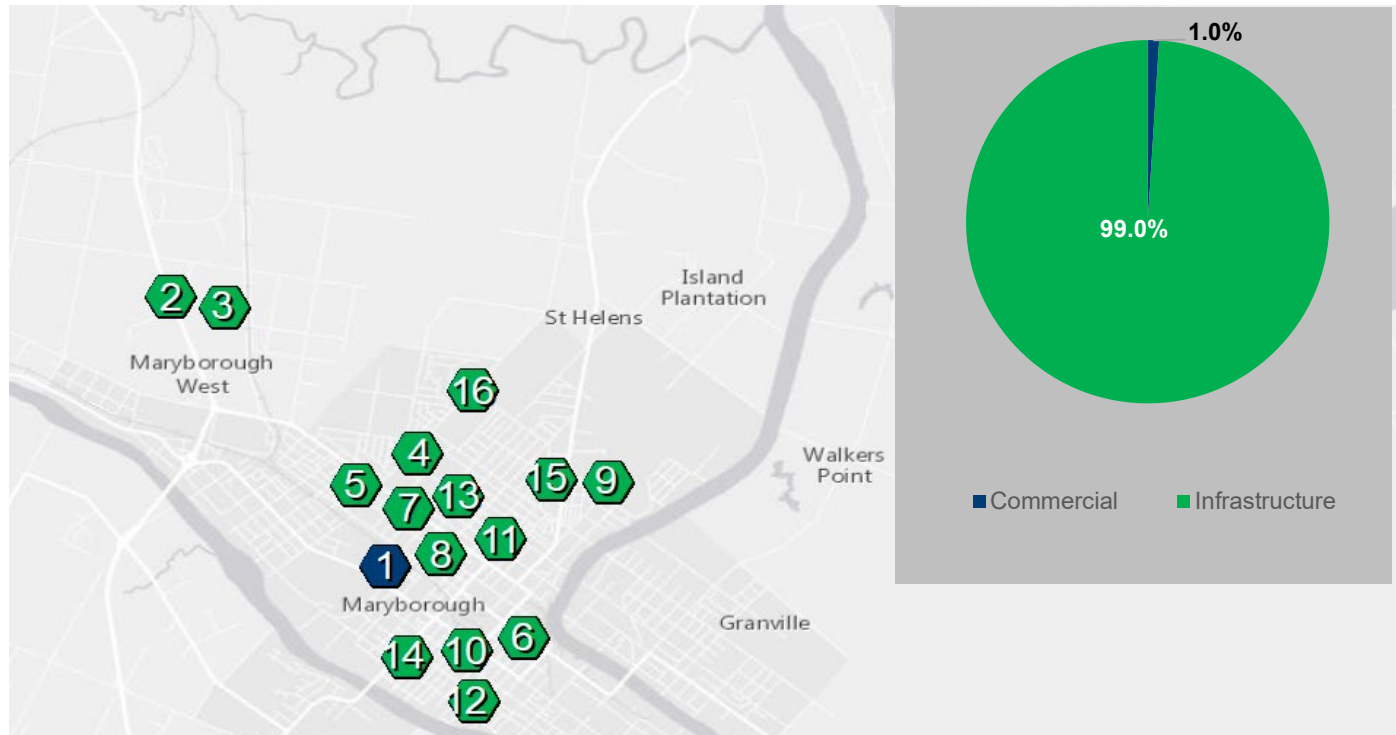 1.0%
99.0%
Commercial
Infrastructure
Island
Plantation
St Helens
2
3
Maryborough
West
16
4
Walkers
Point
5
7
13
15
9
11
8
1
Maryborough
Granville
6
14
10
12